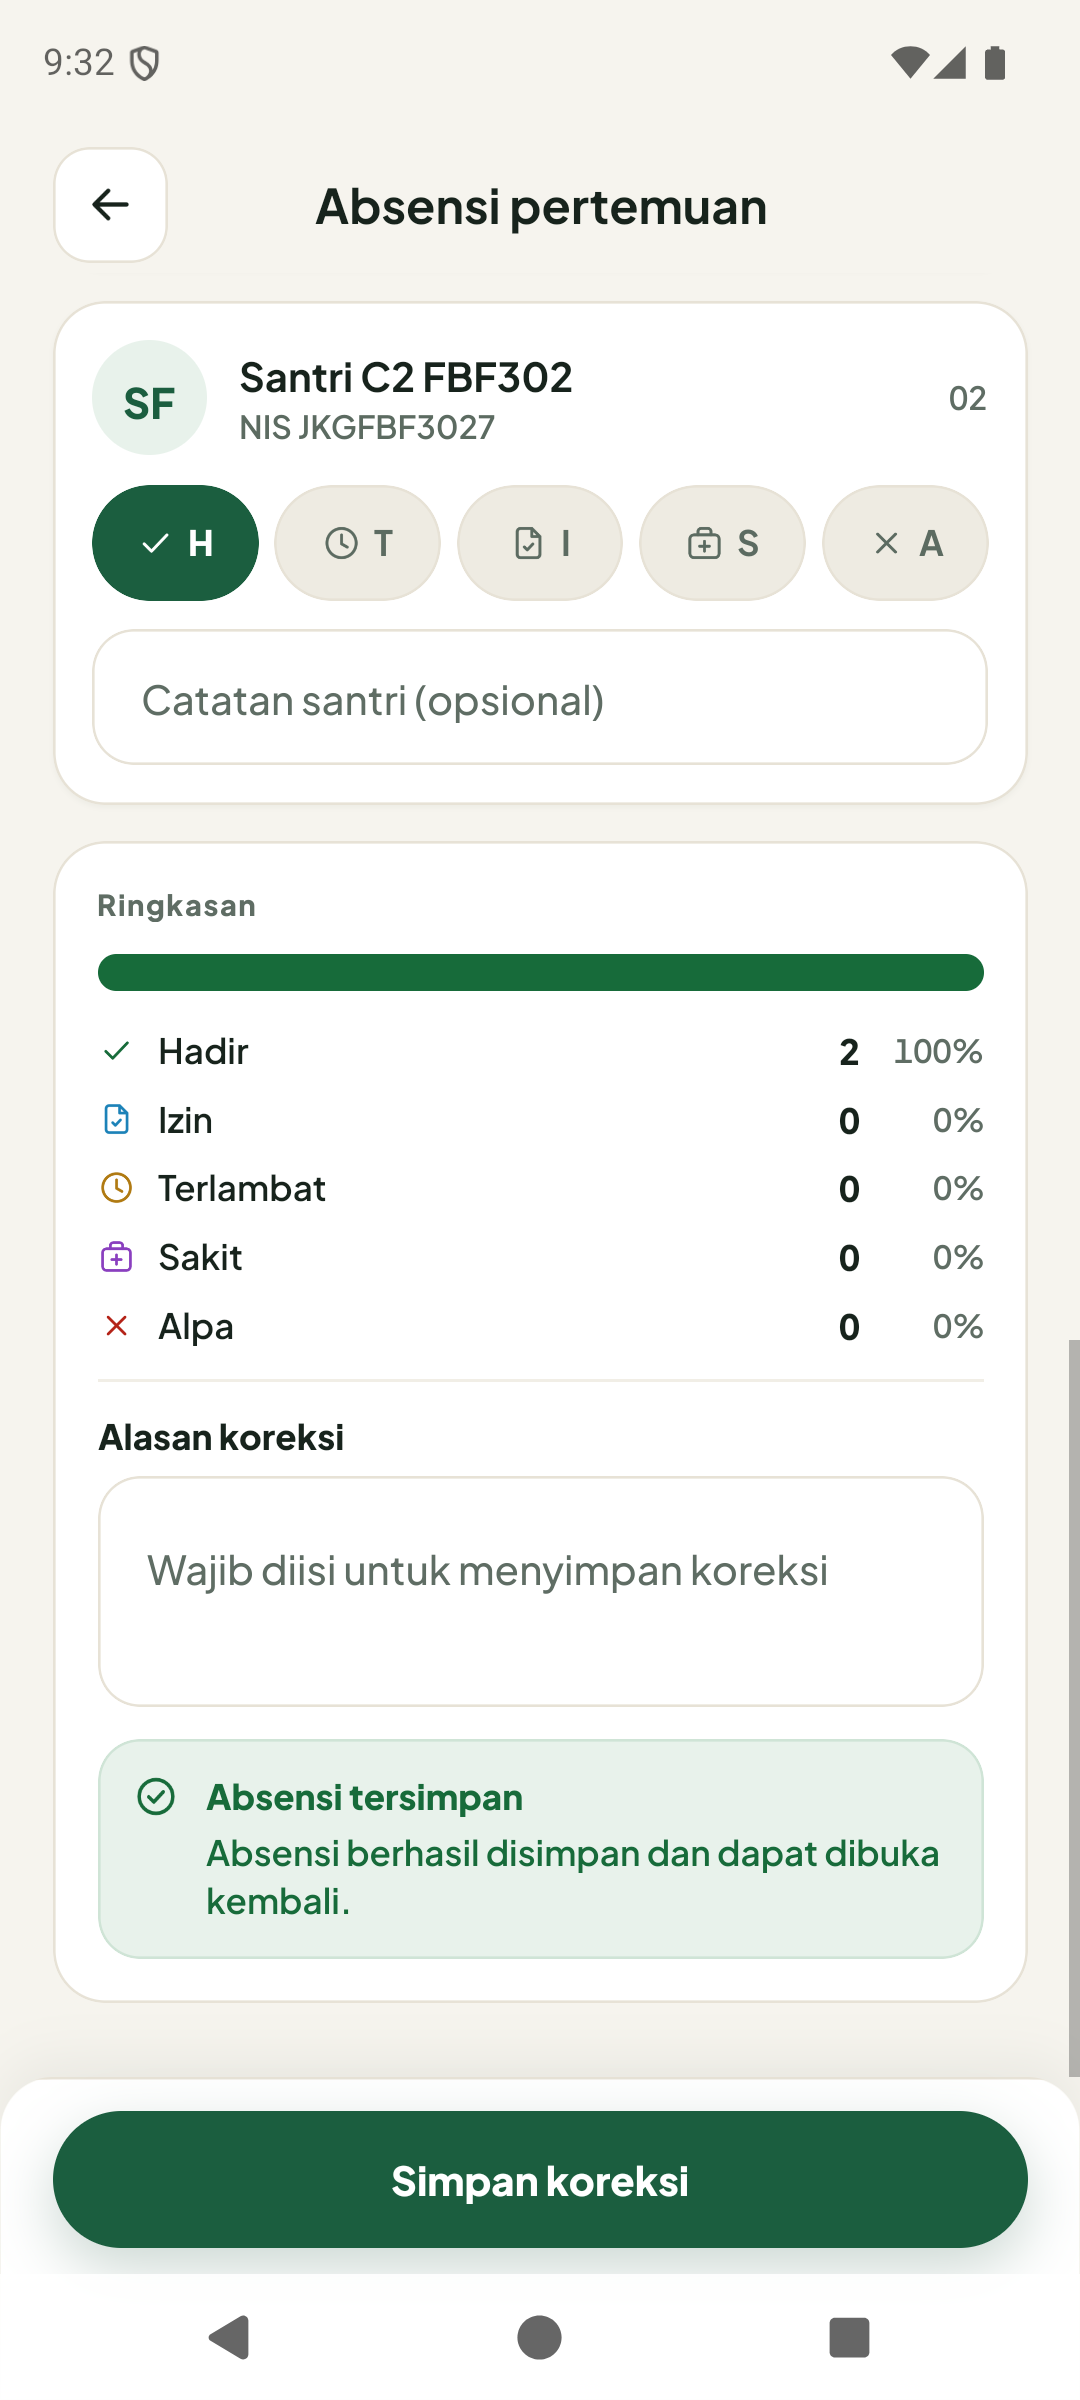 9:32
Absensi pertemuan
SF
Santri C2 FBF302
NIS JKGFBF3027
02
H T I S A
Catatan santri (opsional)
Ringkasan
Hadir 2 100%
Izin 0 0%
Terlambat 0 0%
Sakit 0 0%
Alpa 0 0%
Alasan koreksi
Wajib diisi untuk menyimpan koreksi
Absensi tersimpan
Absensi berhasil disimpan dan dapat dibuka
kembali.
Simpan koreksi